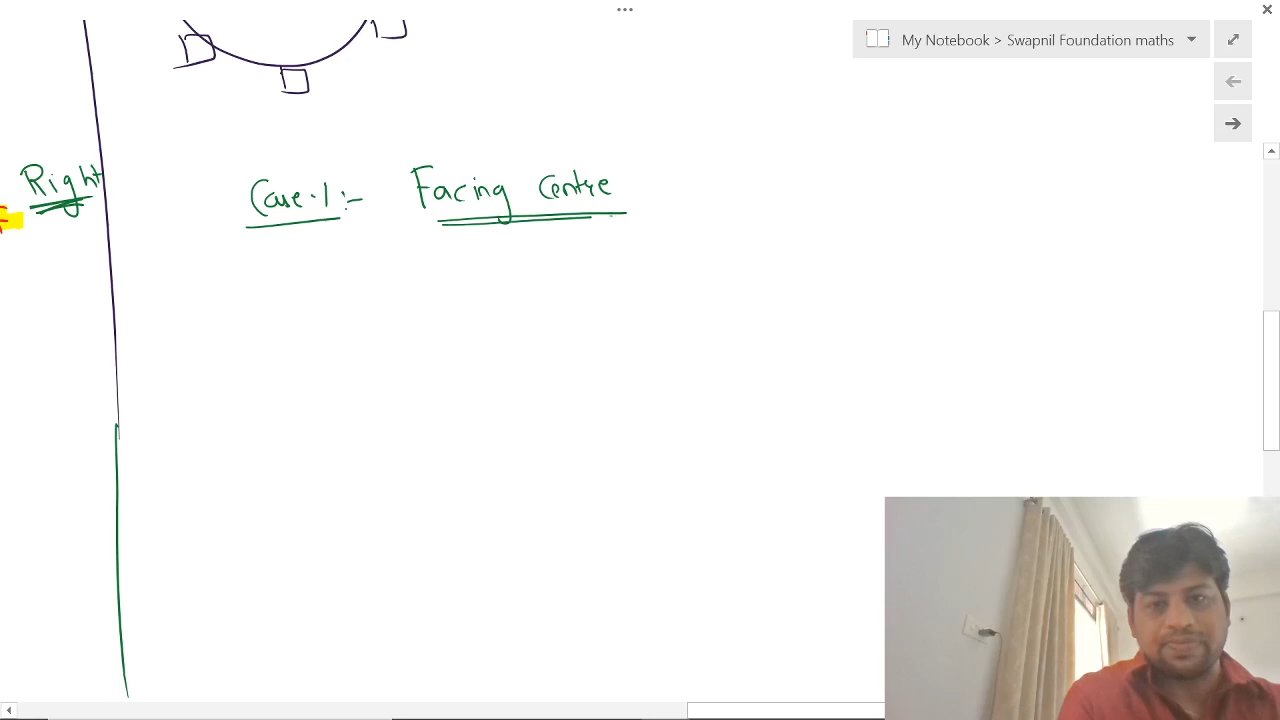 My Notebook > Swapnil Foundation maths
Right
Case.1 :- Facing Centre